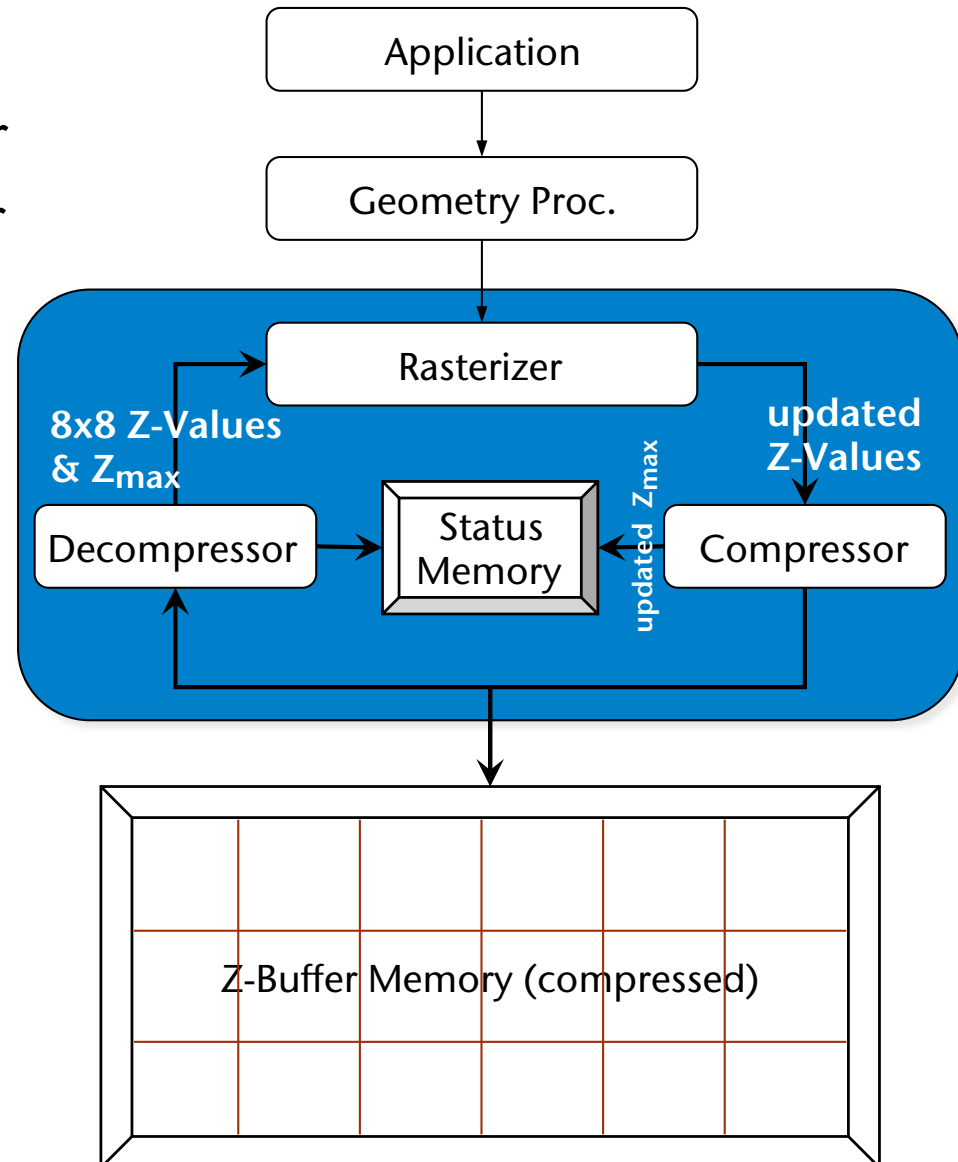 Application
Geometry Proc.
Rasterizer
8x8 Z-Values
& Zmax
updated
Z-Values
Decompressor
Status
Memory
updated Zmax
Compressor
Z-Buffer Memory (compressed)